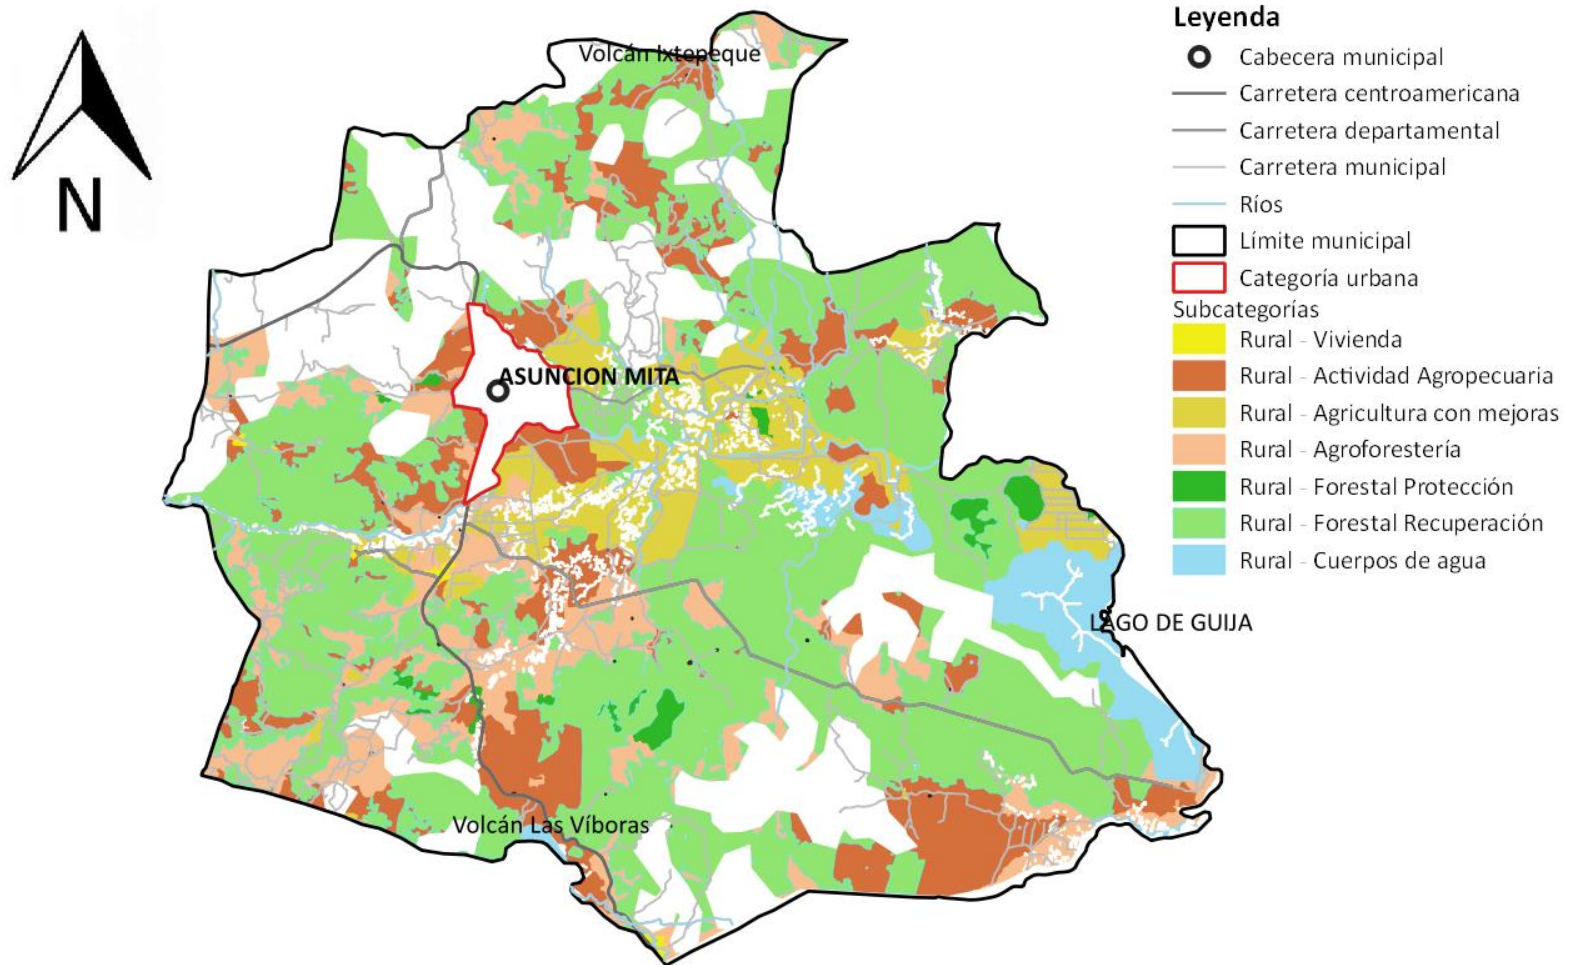 N
Volcán Ixtepeque
ASUNCION MITA
LAGO DE GUIJA
Volcán Las Víboras
Leyenda
Cabecera municipal
Carretera centroamericana
Carretera departamental
Carretera municipal
Ríos
Límite municipal
Categoría urbana
Subcategorías
Rural - Vivienda
Rural - Actividad Agropecuaria
Rural - Agricultura con mejoras
Rural - Agroforestería
Rural - Forestal Protección
Rural - Forestal Recuperación
Rural - Cuerpos de agua